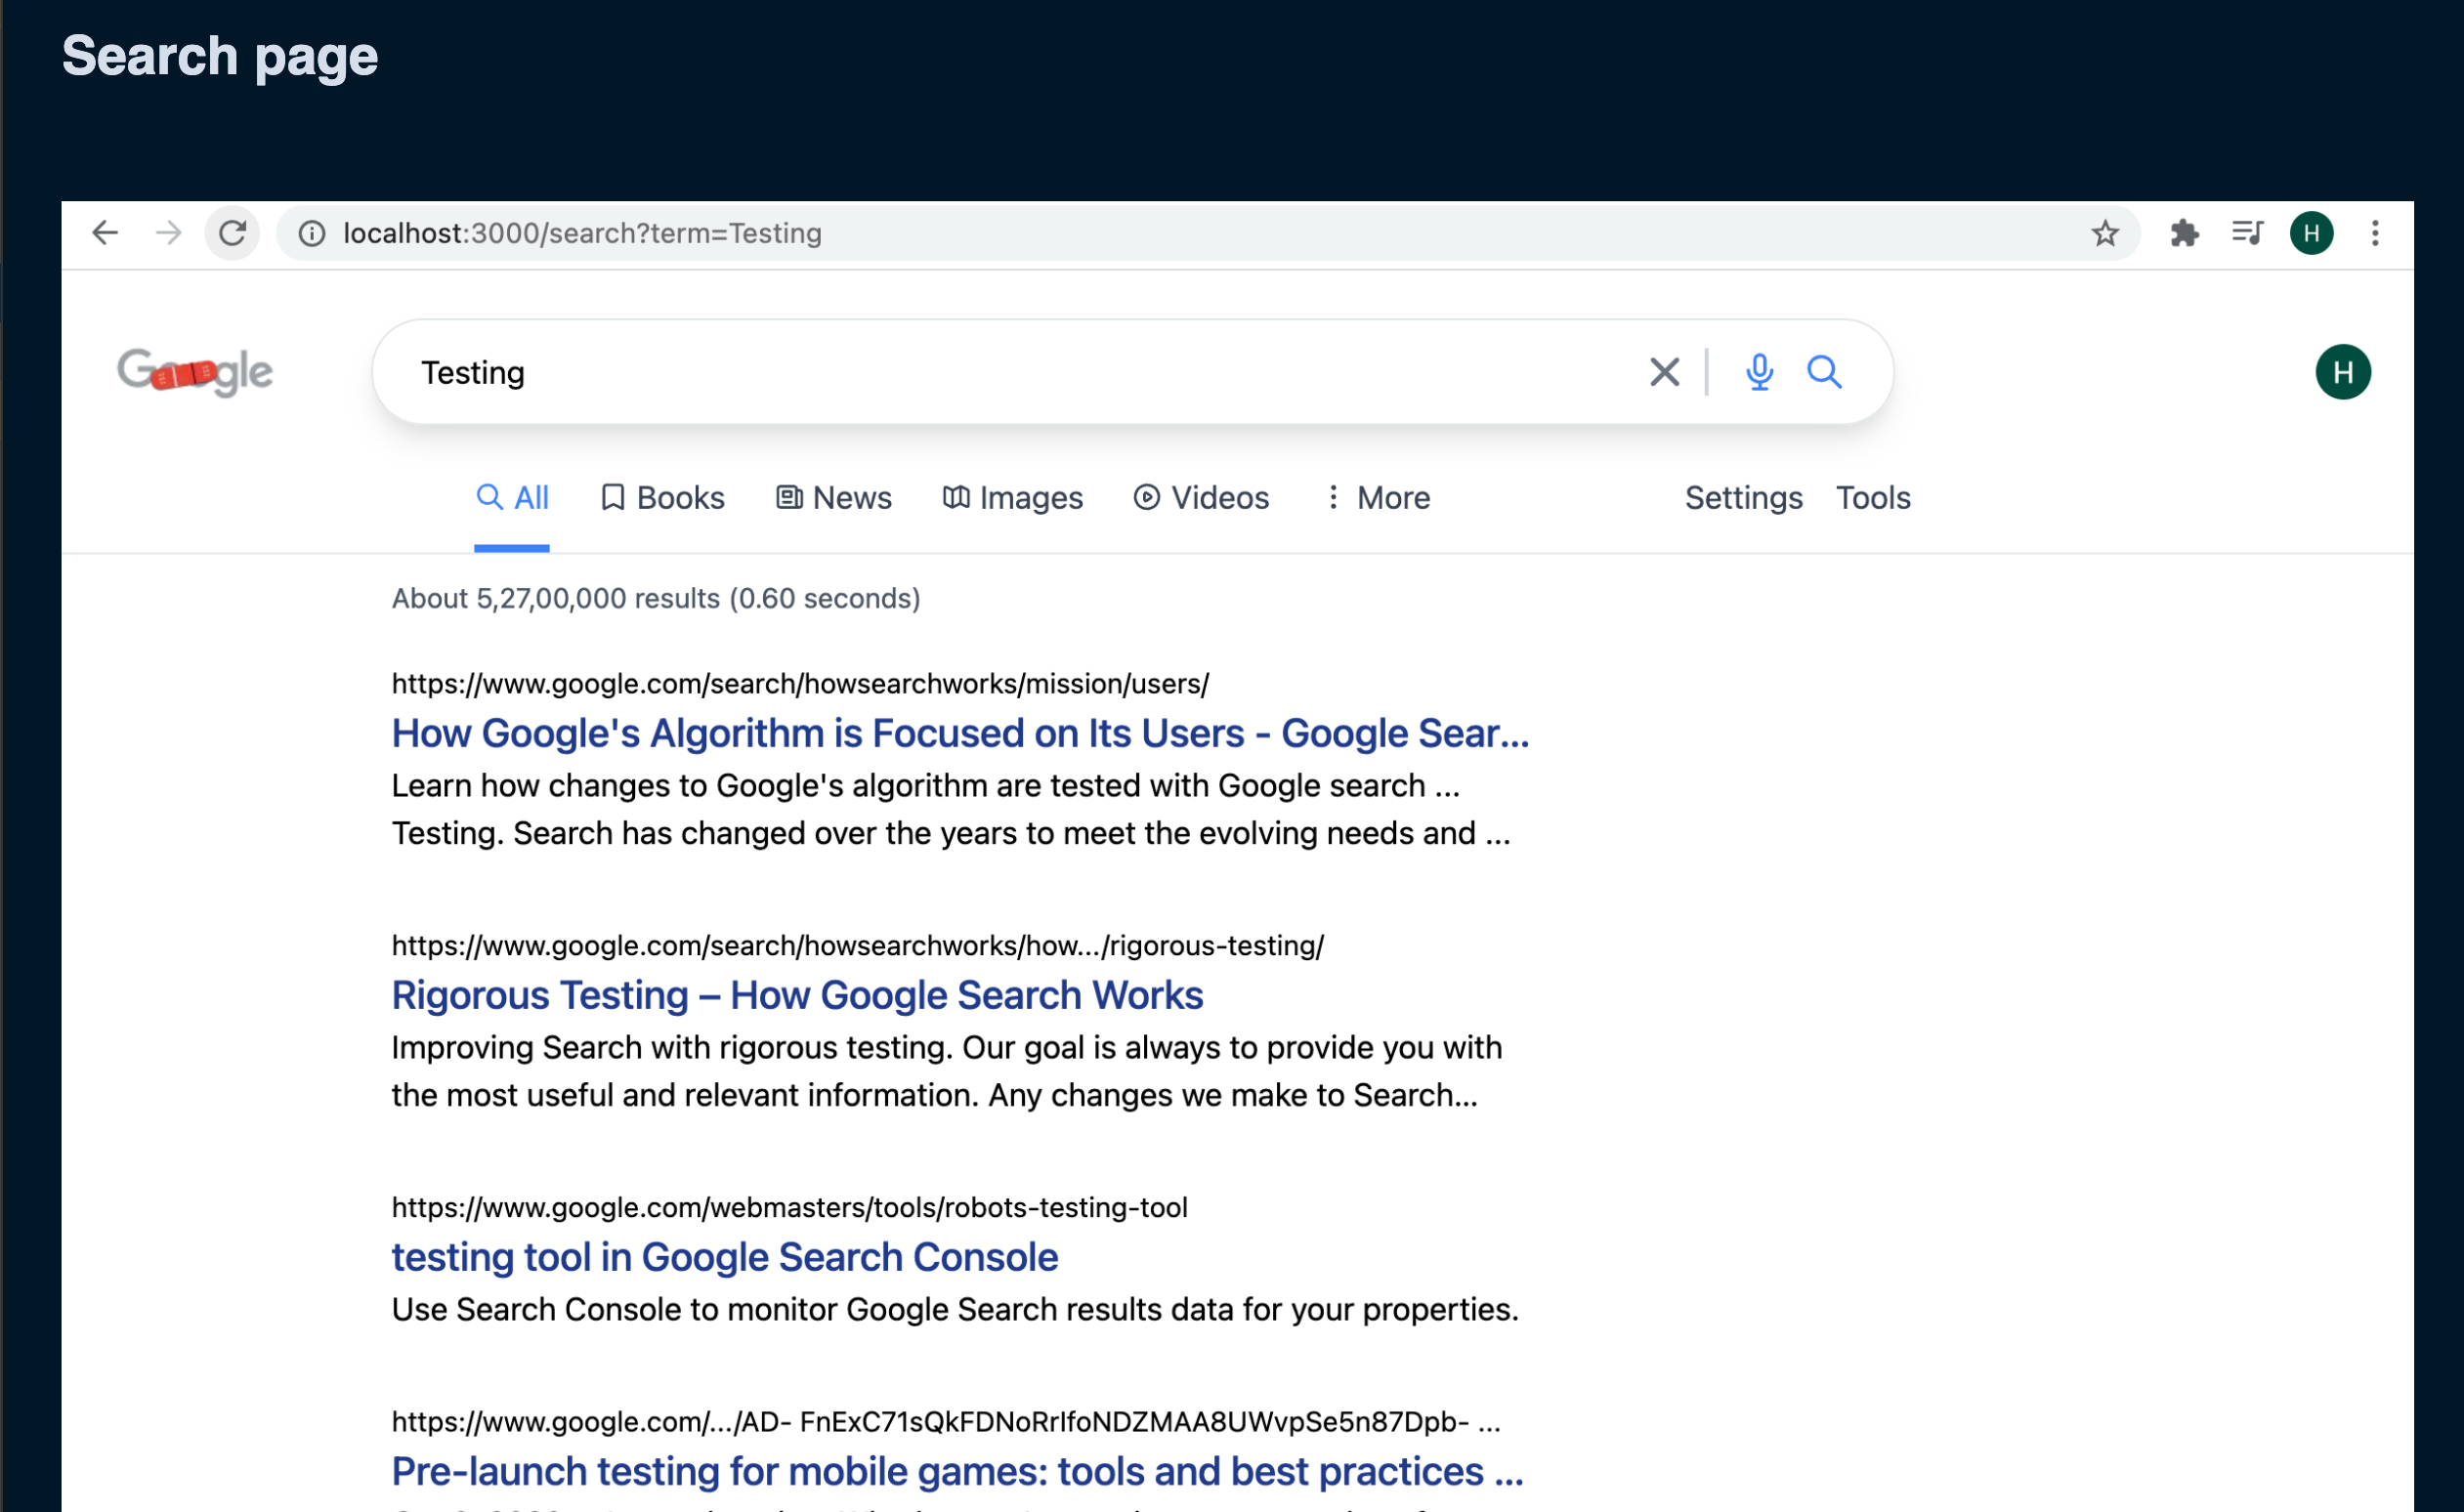 Search page
localhost:3000/search?term=Testing
H
Google
Testing
H
All Books News Images Videos More Settings Tools
About 5,27,00,000 results (0.60 seconds)
https://www.google.com/search/howsearchworks/mission/users/
How Google's Algorithm is Focused on Its Users - Google Sear...
Learn how changes to Google's algorithm are tested with Google search ...
Testing. Search has changed over the years to meet the evolving needs and ...
https://www.google.com/search/howsearchworks/how.../rigorous-testing/
Rigorous Testing – How Google Search Works
Improving Search with rigorous testing. Our goal is always to provide you with
the most useful and relevant information. Any changes we make to Search...
https://www.google.com/webmasters/tools/robots-testing-tool
testing tool in Google Search Console
Use Search Console to monitor Google Search results data for your properties.
https://www.google.com/.../AD- FnExC71sQkFDNoRrIfoNDZMAA8UWvpSe5n87Dpb- ...
Pre-launch testing for mobile games: tools and best practices ...